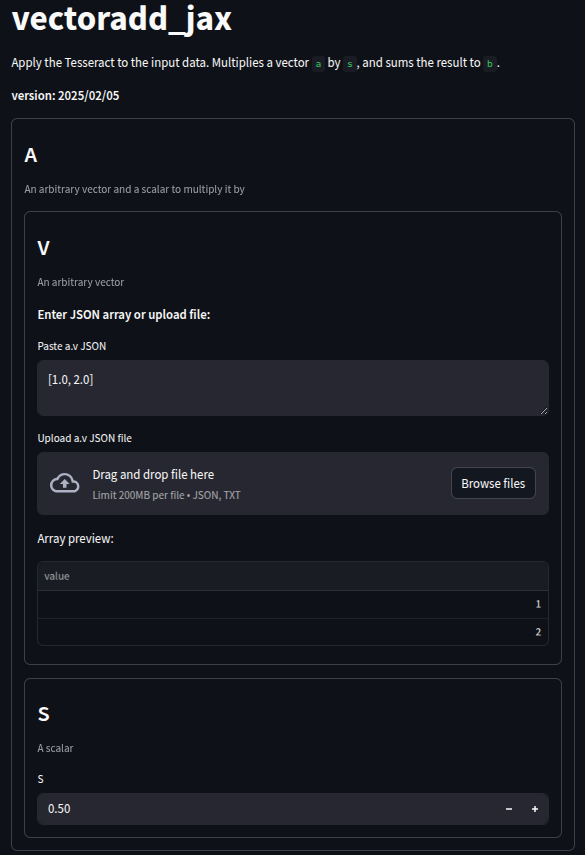 vectoradd_jax
Apply the Tesseract to the input data. Multiplies a vector a by s, and sums the result to b.
version: 2025/02/05
A
An arbitrary vector and a scalar to multiply it by
V
An arbitrary vector
Enter JSON array or upload file:
Paste a.v JSON
[1.0, 2.0]
Upload a.v JSON file
Drag and drop file here
Limit 200MB per file • JSON, TXT
Browse files
Array preview:
value
1
2
S
A scalar
S
0.50 − +